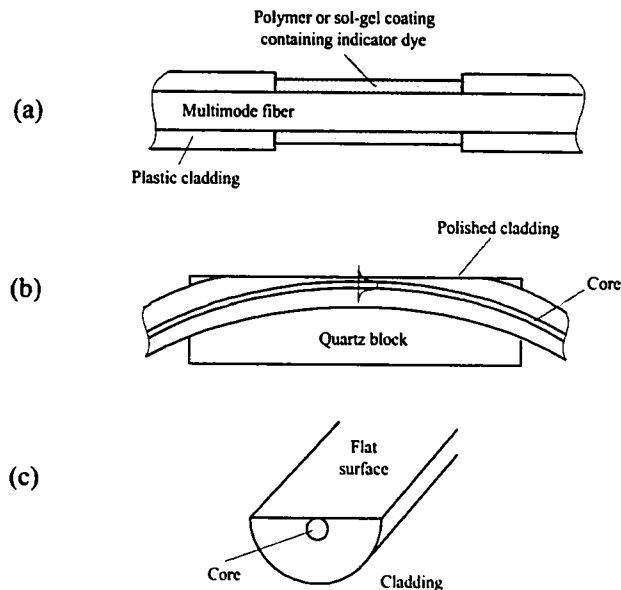 Polymer or sol-gel coating
containing indicator dye
(a)
Multimode fiber
Plastic cladding
Polished cladding
(b)
Core
Quartz block
(c)
Flat
surface
Core
Cladding